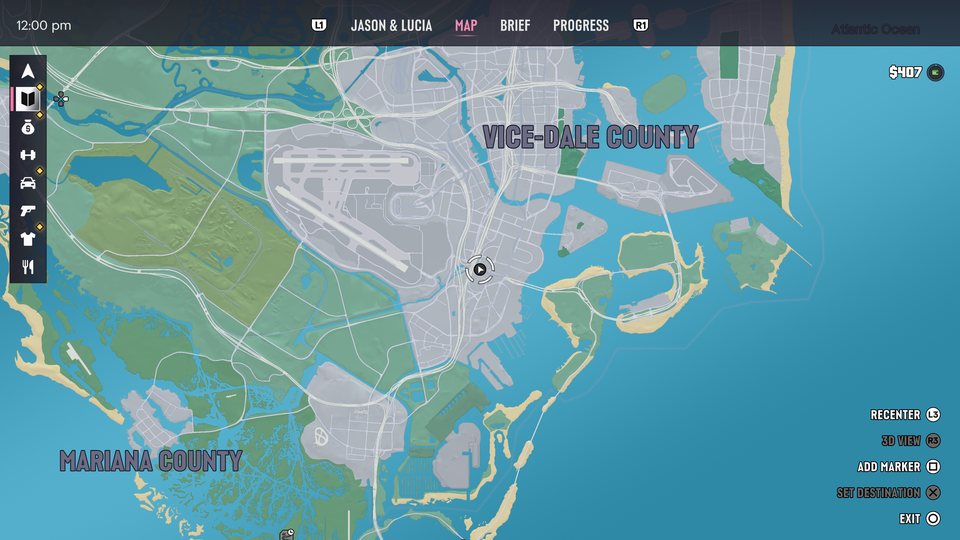 12:00 pm
L1 JASON & LUCIA MAP BRIEF PROGRESS R1
Atlantic Ocean
$407
VICE-DALE COUNTY
MARIANA COUNTY
RECENTER L3
3D VIEW R3
ADD MARKER
SET DESTINATION
EXIT